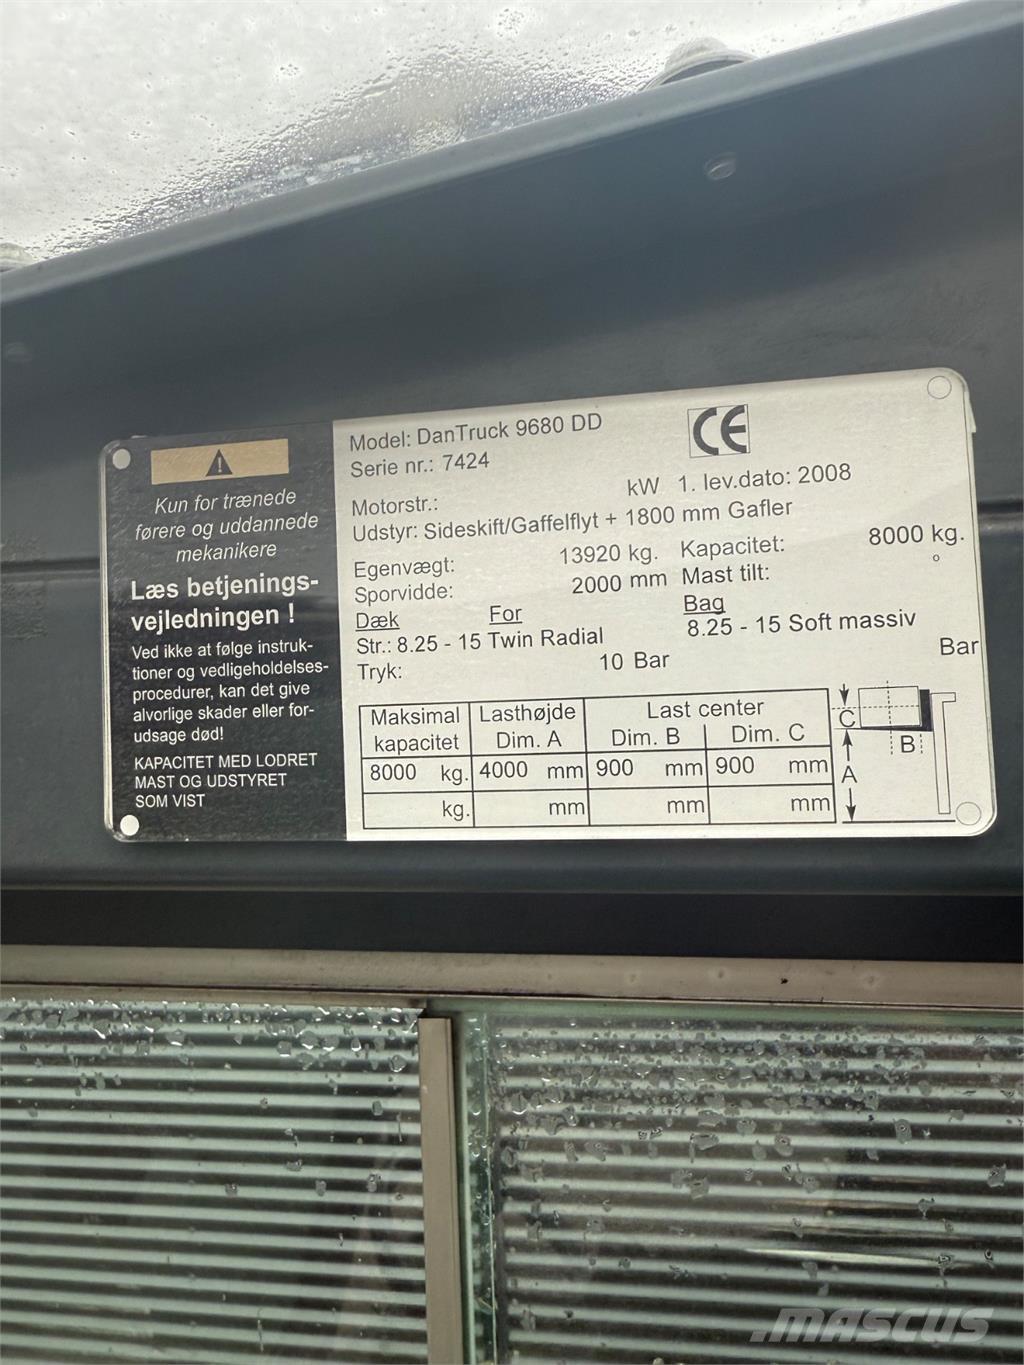 Kun for trænede
førere og uddannede
mekanikere
Læs betjenings-
vejledningen !
Ved ikke at følge instruk-
tioner og vedligeholdelses-
procedurer, kan det give
alvorlige skader eller for-
udsage død!
KAPACITET MED LODRET
MAST OG UDSTYRET
SOM VIST
Model: DanTruck 9680 DD
CE
Serie nr.: 7424
Motorstr.: kW 1. lev.dato: 2008
Udstyr: Sideskift/Gaffelflyt + 1800 mm Gafler
Egenvægt: 13920 kg. Kapacitet: 8000 kg.
Sporvidde: 2000 mm Mast tilt: °
Dæk For Bag
Str.: 8.25 - 15 Twin Radial 8.25 - 15 Soft massiv
Tryk: 10 Bar Bar
Maksimal kapacitet Lasthøjde Dim. A Last center Dim. B Dim. C
8000 kg. 4000 mm 900 mm 900 mm
kg. mm mm mm
C
B
A
MASCUS